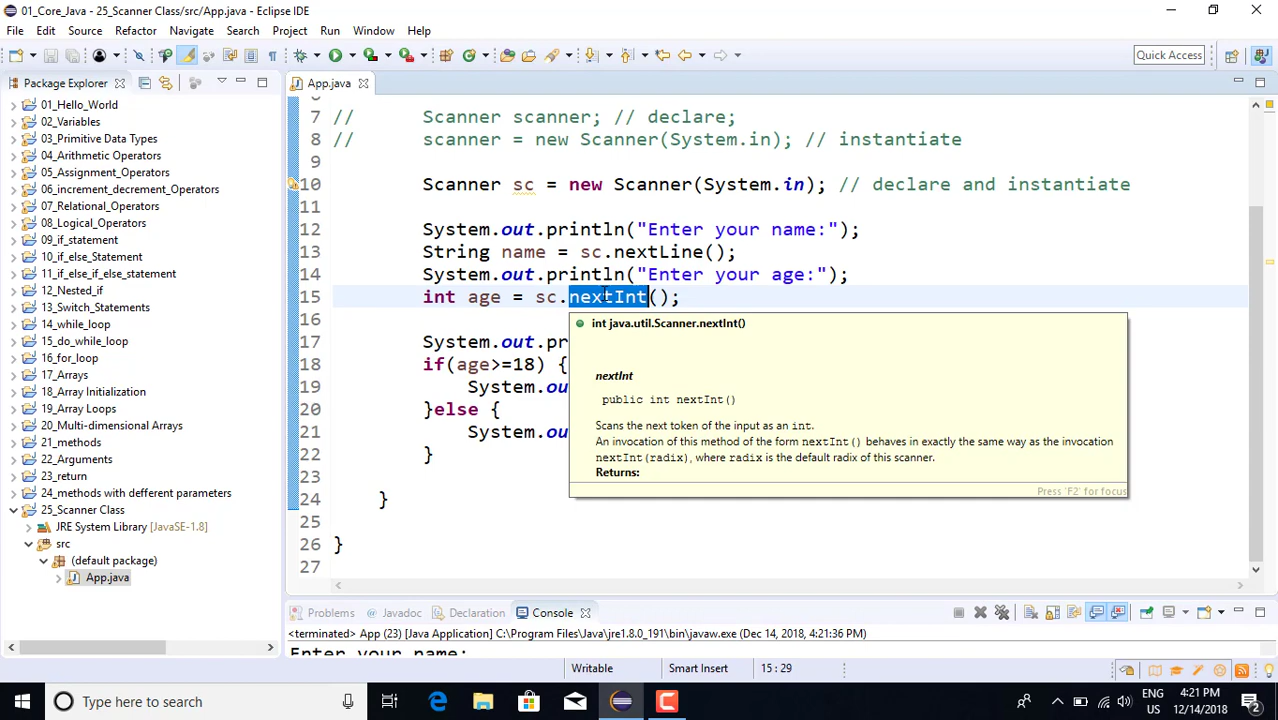 01_Core_Java - 25_Scanner Class/src/App.java - Eclipse IDE
File Edit Source Refactor Navigate Search Project Run Window Help
Quick Access
Package Explorer
01_Hello_World
02_Variables
03_Primitive Data Types
04_Arithmetic Operators
05_Assignment_Operators
06_increment_decrement_Operators
07_Relational_Operators
08_Logical_Operators
09_if_statement
10_if_else_Statement
11_if_else_if_else_Statement
12_Nested_if
13_Switch_Statements
14_while_loop
15_do_while_loop
16_for_loop
17_Arrays
18_Array Initialization
19_Array Loops
20_Multi-dimensional Arrays
21_methods
22_Arguments
23_return
24_methods with defferent parameters
25_Scanner Class
JRE System Library [JavaSE-1.8]
src
(default package)
App.java
App.java
7 // Scanner scanner; // declare;
8 // scanner = new Scanner(System.in); // instantiate
9
10 Scanner sc = new Scanner(System.in); // declare and instantiate
11
12 System.out.println("Enter your name:");
13 String name = sc.nextLine();
14 System.out.println("Enter your age:");
15 int age = sc.nextInt();
16
17 System.out.pr
18 if(age>=18) {
19 System.ou
20 }else {
21 System.ou
22 }
23
24 }
25
26 }
27
int java.util.Scanner.nextInt()
nextInt
public int nextInt()
Scans the next token of the input as an int.
An invocation of this method of the form nextInt() behaves in exactly the same way as the invocation
nextInt(radix), where radix is the default radix of this scanner.
Returns:
Press 'F2' for focus
Problems Javadoc Declaration Console
<terminated> App (23) [Java Application] C:\Program Files\Java\jre1.8.0_191\bin\javaw.exe (Dec 14, 2018, 4:21:36 PM)
Enter your name:
Writable Smart Insert 15 : 29
Type here to search
ENG
US
4:21 PM
12/14/2018
2